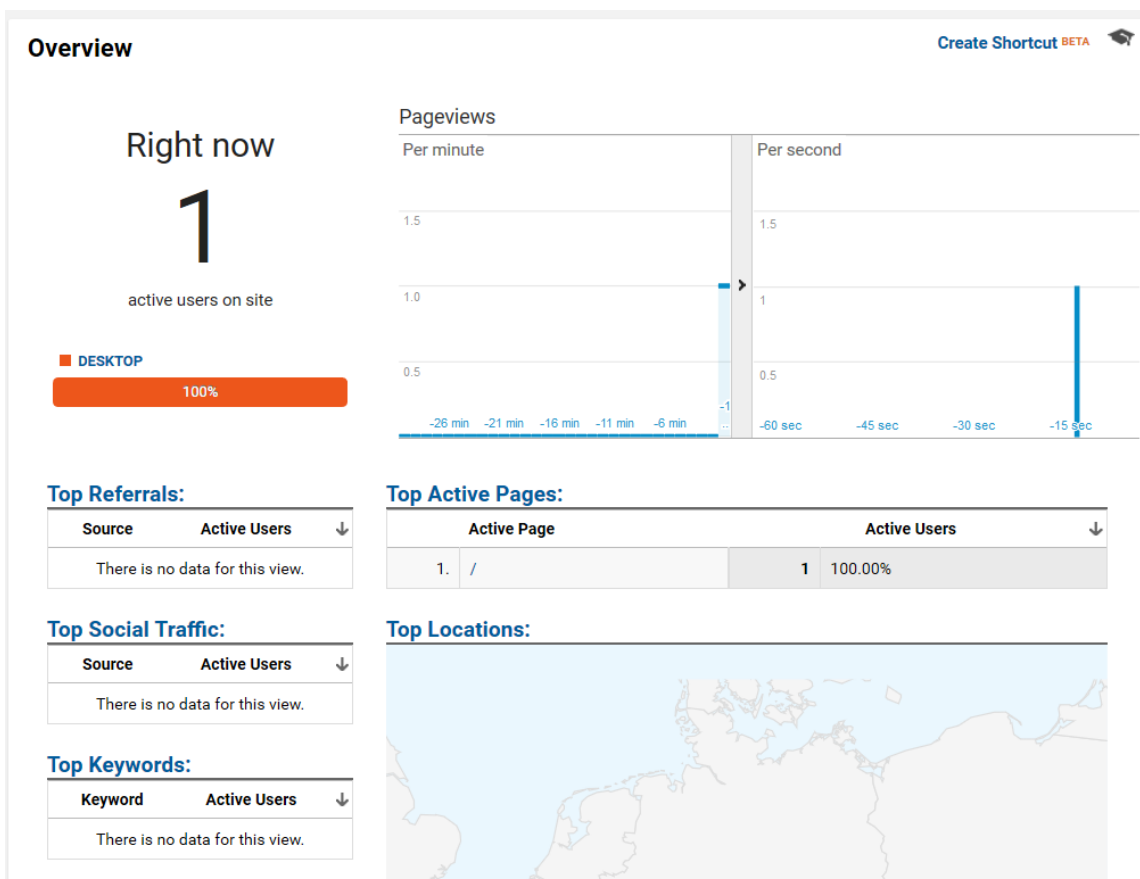 Overview
Create Shortcut BETA
Right now
1
active users on site
DESKTOP
100%
Pageviews
Per minute
1.5
1.0
0.5
-26 min -21 min -16 min -11 min -6 min -1
..
Per second
1.5
1
0.5
-60 sec -45 sec -30 sec -15 sec
Top Referrals:
Source Active Users
There is no data for this view.
Top Active Pages:
Active Page Active Users
1. / 1 100.00%
Top Social Traffic:
Source Active Users
There is no data for this view.
Top Keywords:
Keyword Active Users
There is no data for this view.
Top Locations: